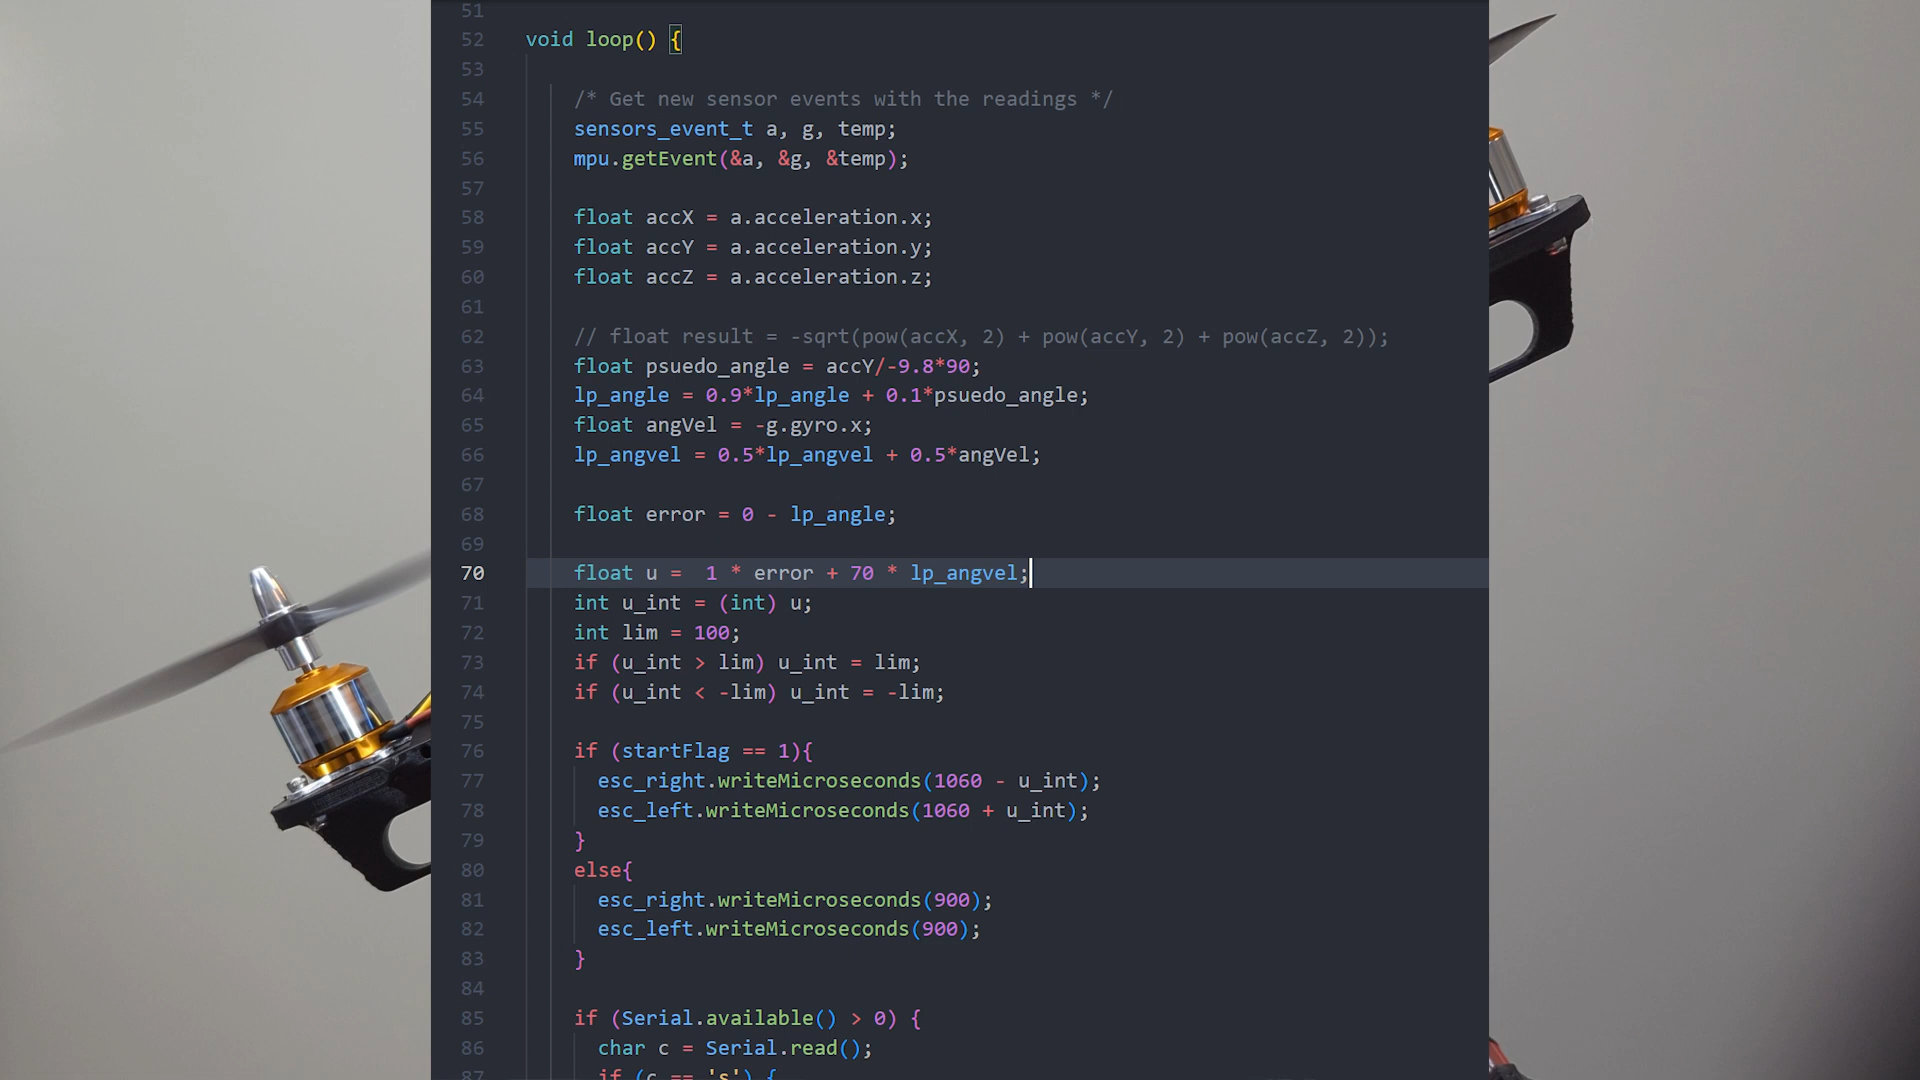 51
52 void loop() {
53
54 /* Get new sensor events with the readings */
55 sensors_event_t a, g, temp;
56 mpu.getEvent(&a, &g, &temp);
57
58 float accX = a.acceleration.x;
59 float accY = a.acceleration.y;
60 float accZ = a.acceleration.z;
61
62 // float result = -sqrt(pow(accX, 2) + pow(accY, 2) + pow(accZ, 2));
63 float psuedo_angle = accY/-9.8*90;
64 lp_angle = 0.9*lp_angle + 0.1*psuedo_angle;
65 float angVel = -g.gyro.x;
66 lp_angvel = 0.5*lp_angvel + 0.5*angVel;
67
68 float error = 0 - lp_angle;
69
70 float u =  1 * error + 70 * lp_angvel;
71 int u_int = (int) u;
72 int lim = 100;
73 if (u_int > lim) u_int = lim;
74 if (u_int < -lim) u_int = -lim;
75
76 if (startFlag == 1){
77 esc_right.writeMicroseconds(1060 - u_int);
78 esc_left.writeMicroseconds(1060 + u_int);
79 }
80 else{
81 esc_right.writeMicroseconds(900);
82 esc_left.writeMicroseconds(900);
83 }
84
85 if (Serial.available() > 0) {
86 char c = Serial.read();
87 if (c == 's') {